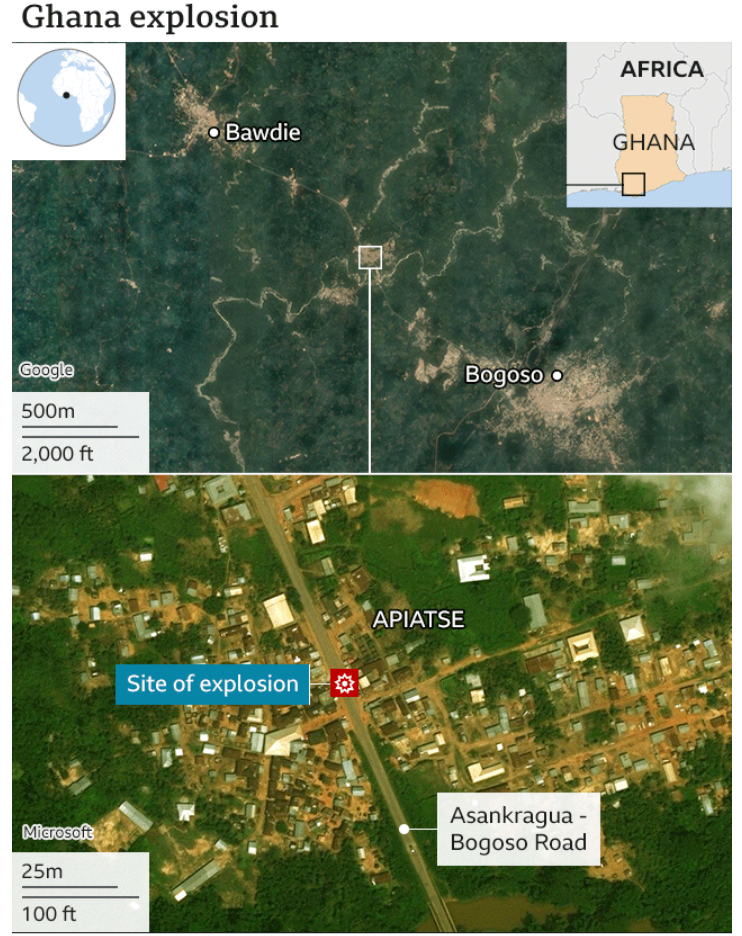 Ghana explosion
AFRICA
GHANA
Bawdie
Bogoso
Google
500m
2,000 ft
APIATSE
Site of explosion
Asankragua -
Bogoso Road
Microsoft
25m
100 ft